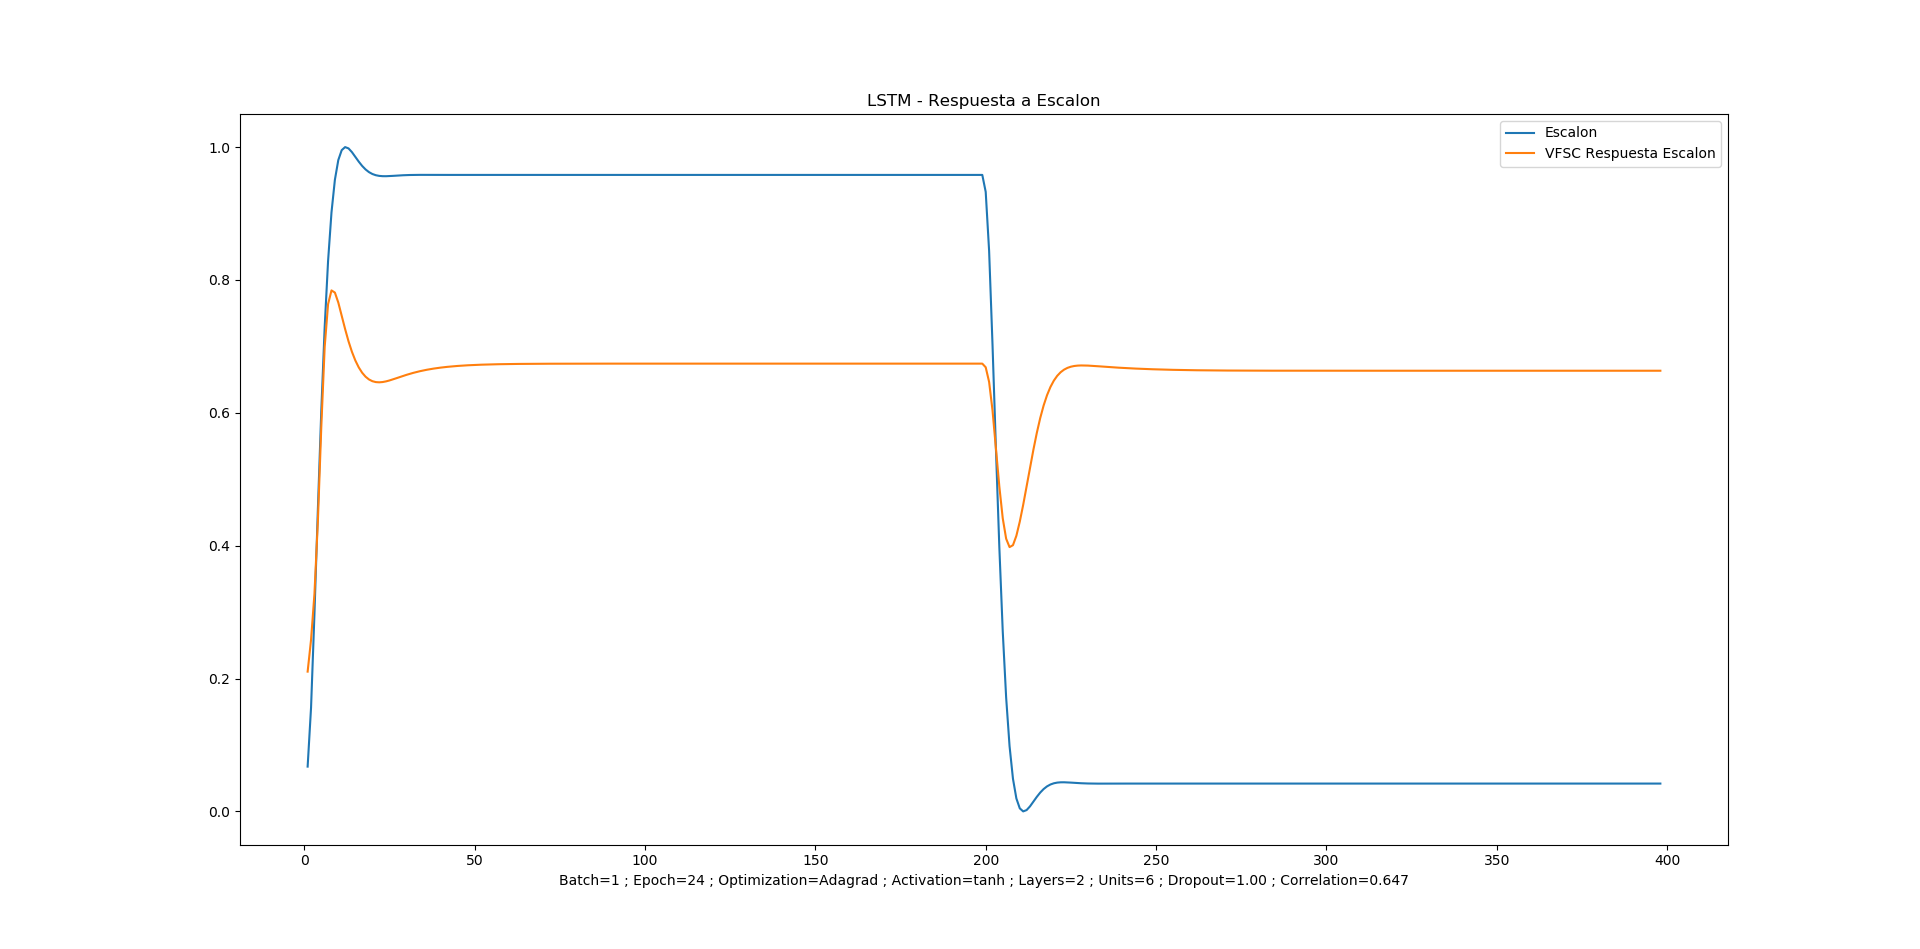 LSTM - Respuesta a Escalon
Escalon
VFSC Respuesta Escalon
1.0
0.8
0.6
0.4
0.2
0.0
0 50 100 150 200 250 300 350 400
Batch=1 ; Epoch=24 ; Optimization=Adagrad ; Activation=tanh ; Layers=2 ; Units=6 ; Dropout=1.00 ; Correlation=0.647